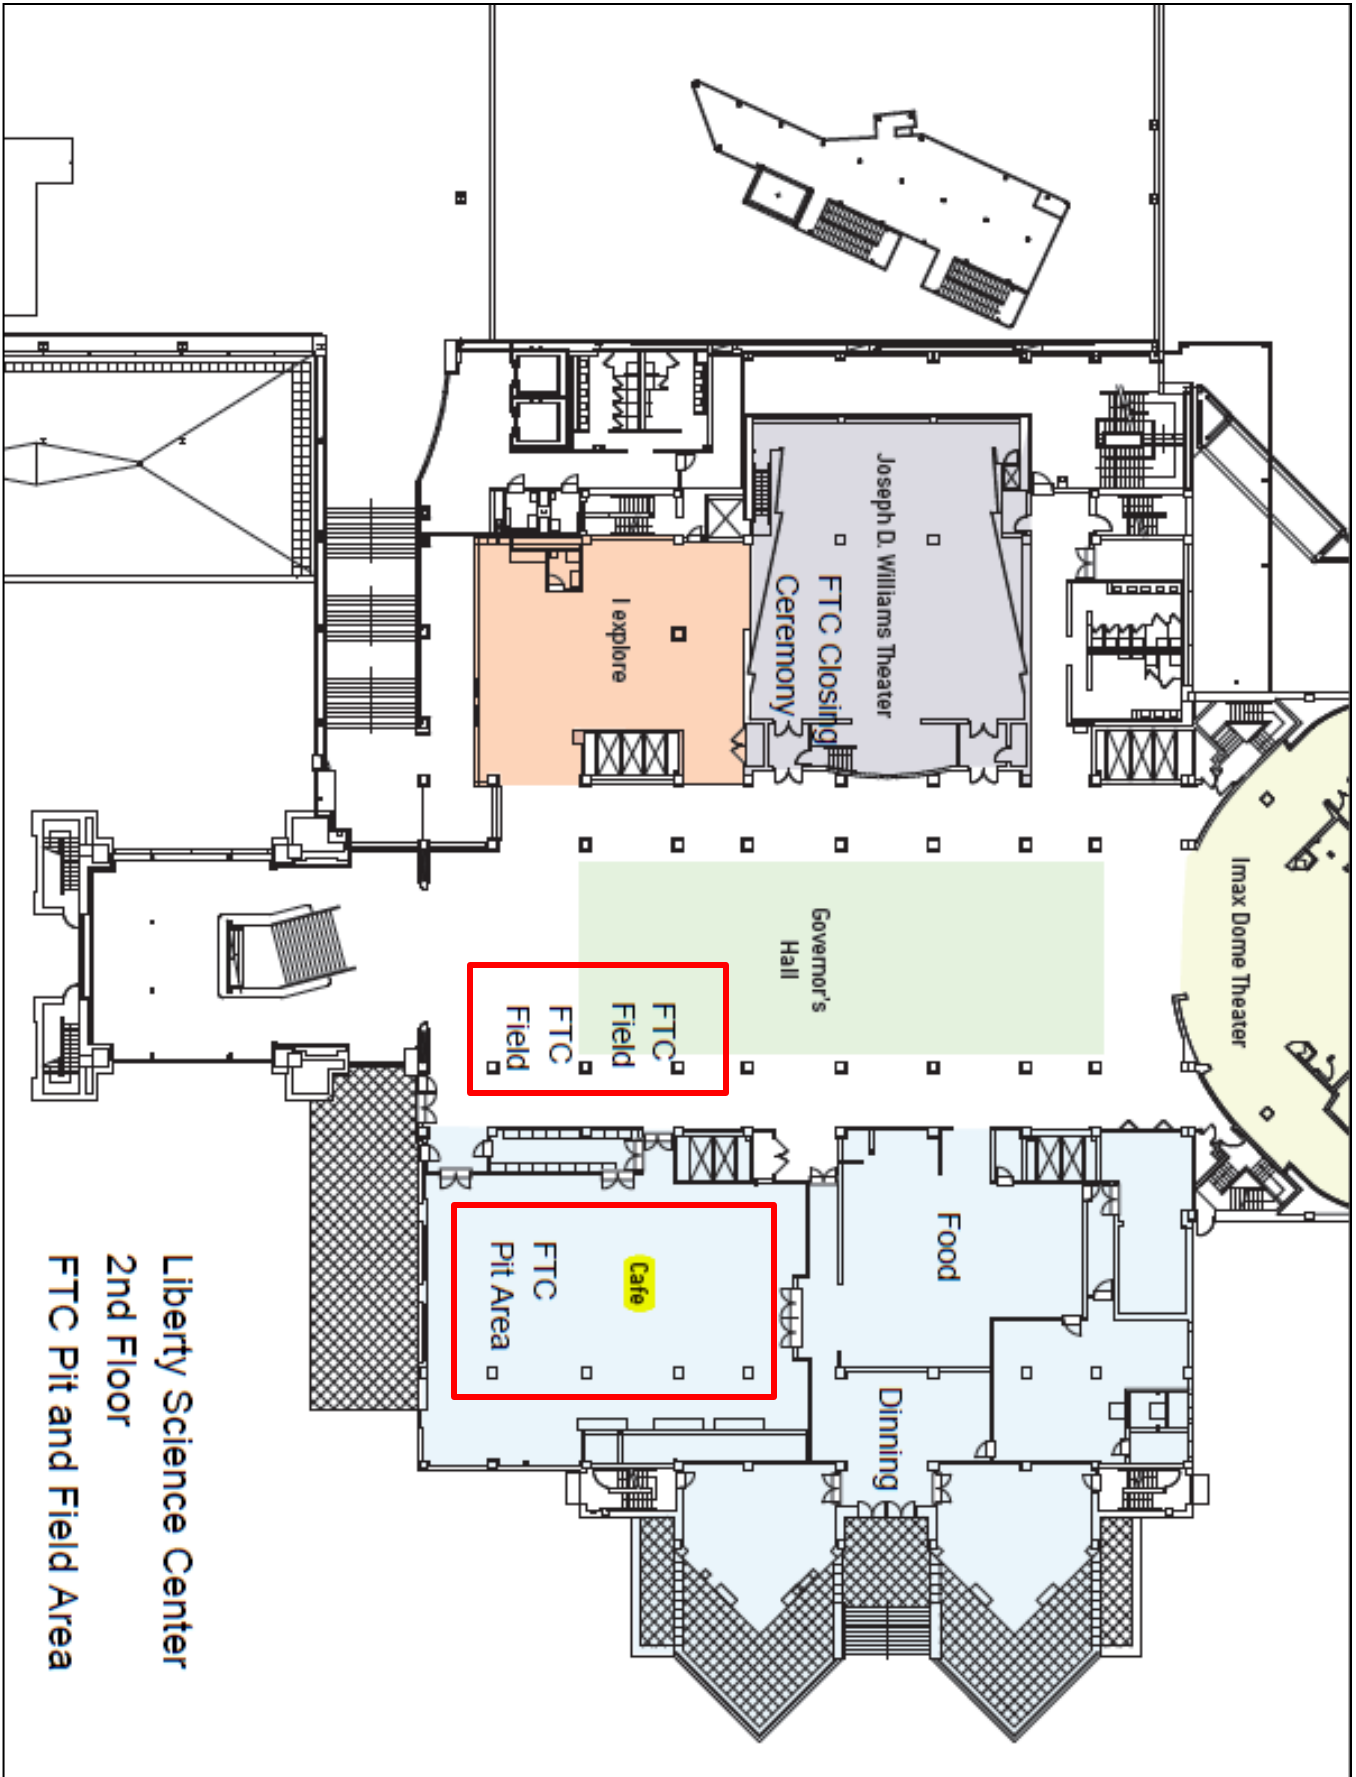 Joseph D. Williams Theater
FTC Closing
Ceremony
I explore
Imax Dome Theater
Governor's
Hall
FTC
Field
FTC
Field
Food
Cafe
FTC
Pit Area
Dinning
Liberty Science Center
2nd Floor
FTC Pit and Field Area